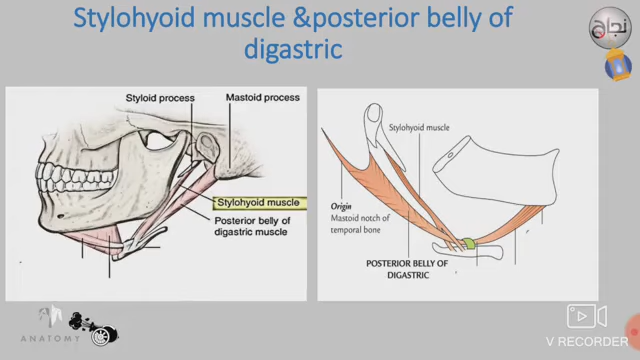 Stylohyoid muscle &posterior belly of
digastric
نجاح
Styloid process
Mastoid process
Stylohyoid muscle
Posterior belly of
digastric muscle
Stylohyoid muscle
Origin
Mastoid notch of
temporal bone
POSTERIOR BELLY OF
DIGASTRIC
ANATOMY
V RECORDER